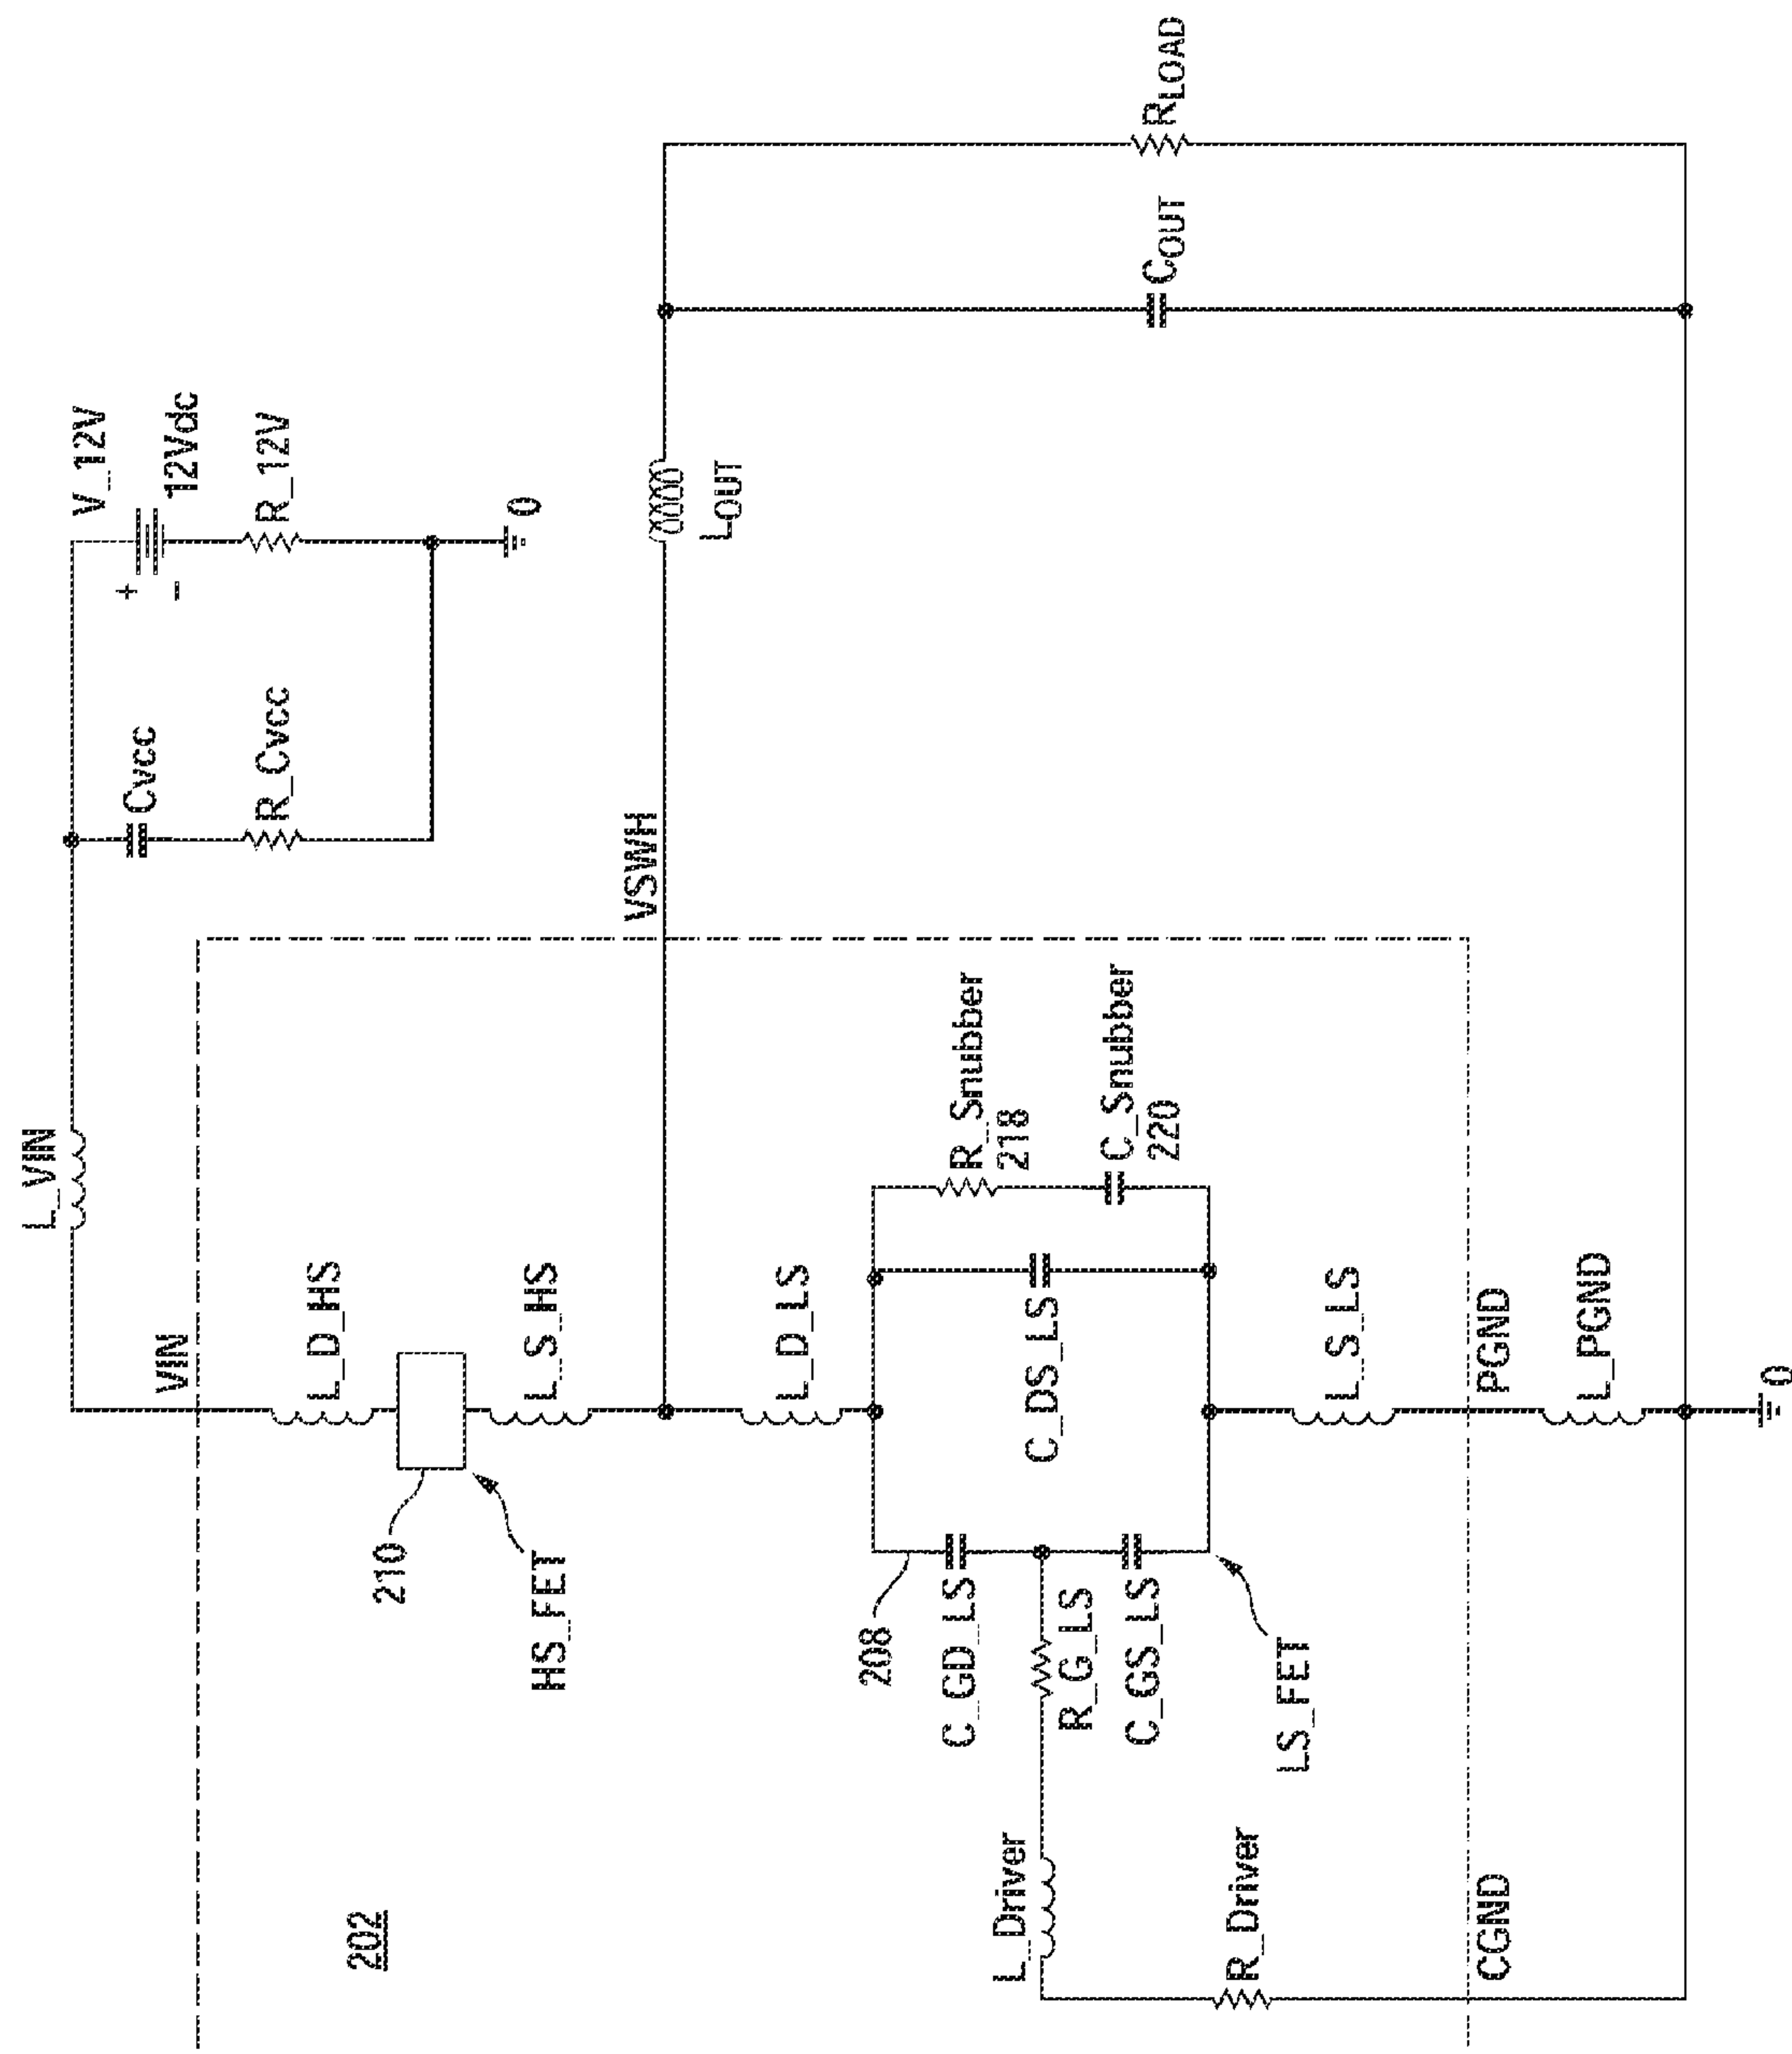 L_VIN
Cvcc
R_Cvcc
V_12V
12Vdc
+
-
R_12V
0
VIN
L_D_HS
210
HS_FET
L_S_HS
202
VSWH
LOUT
L_D_LS
208
C_GD_LS
R_G_LS
C_GS_LS
C_DS_LS
R_Snubber
218
C_Snubber
220
LS_FET
L_Driver
R_Driver
L_S_LS
CGND
PGND
L_PGND
0
COUT
RLOAD